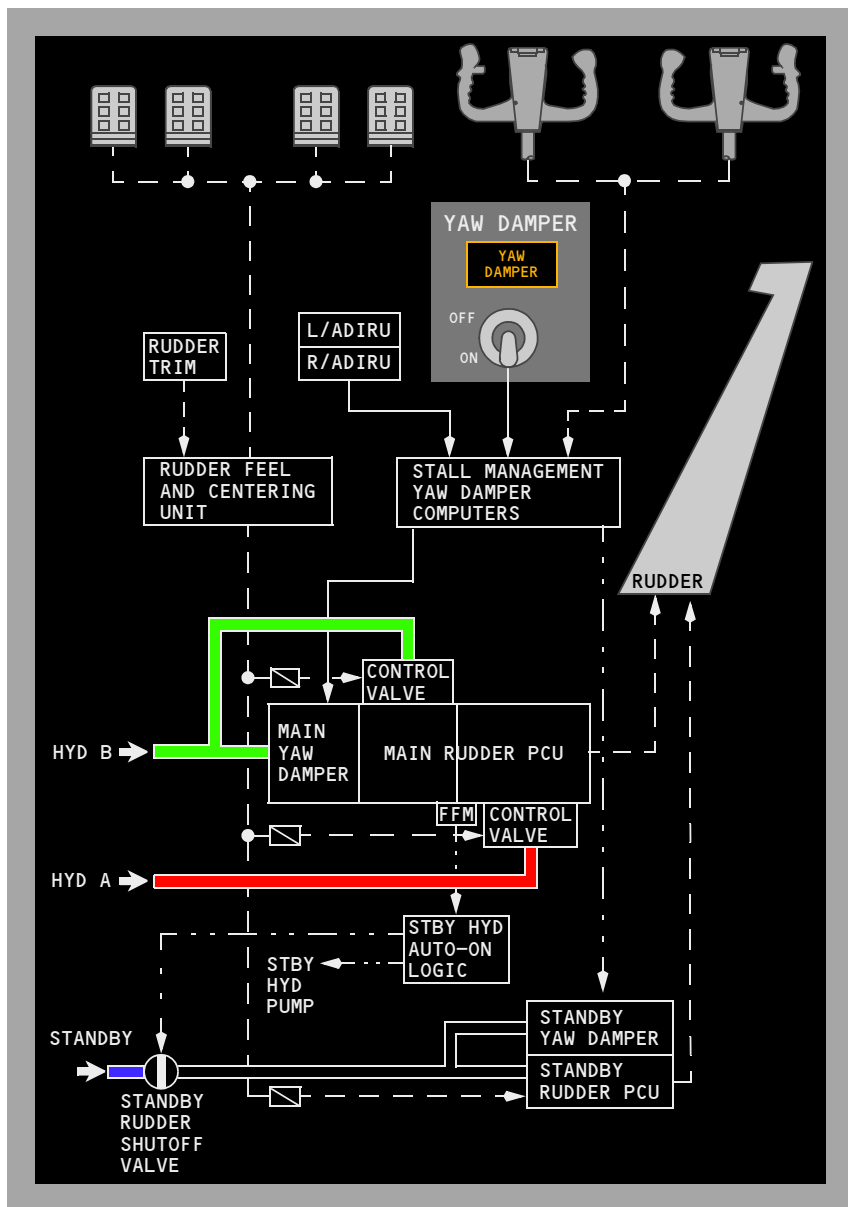 YAW DAMPER
YAW
DAMPER
OFF
ON
L/ADIRU
R/ADIRU
RUDDER
TRIM
RUDDER FEEL
AND CENTERING
UNIT
STALL MANAGEMENT
YAW DAMPER
COMPUTERS
RUDDER
CONTROL
VALVE
HYD B
MAIN
YAW
DAMPER
MAIN RUDDER PCU
FFM
CONTROL
VALVE
HYD A
STBY HYD
AUTO-ON
LOGIC
STBY
HYD
PUMP
STANDBY
YAW DAMPER
STANDBY
STANDBY
RUDDER PCU
STANDBY
RUDDER
SHUTOFF
VALVE